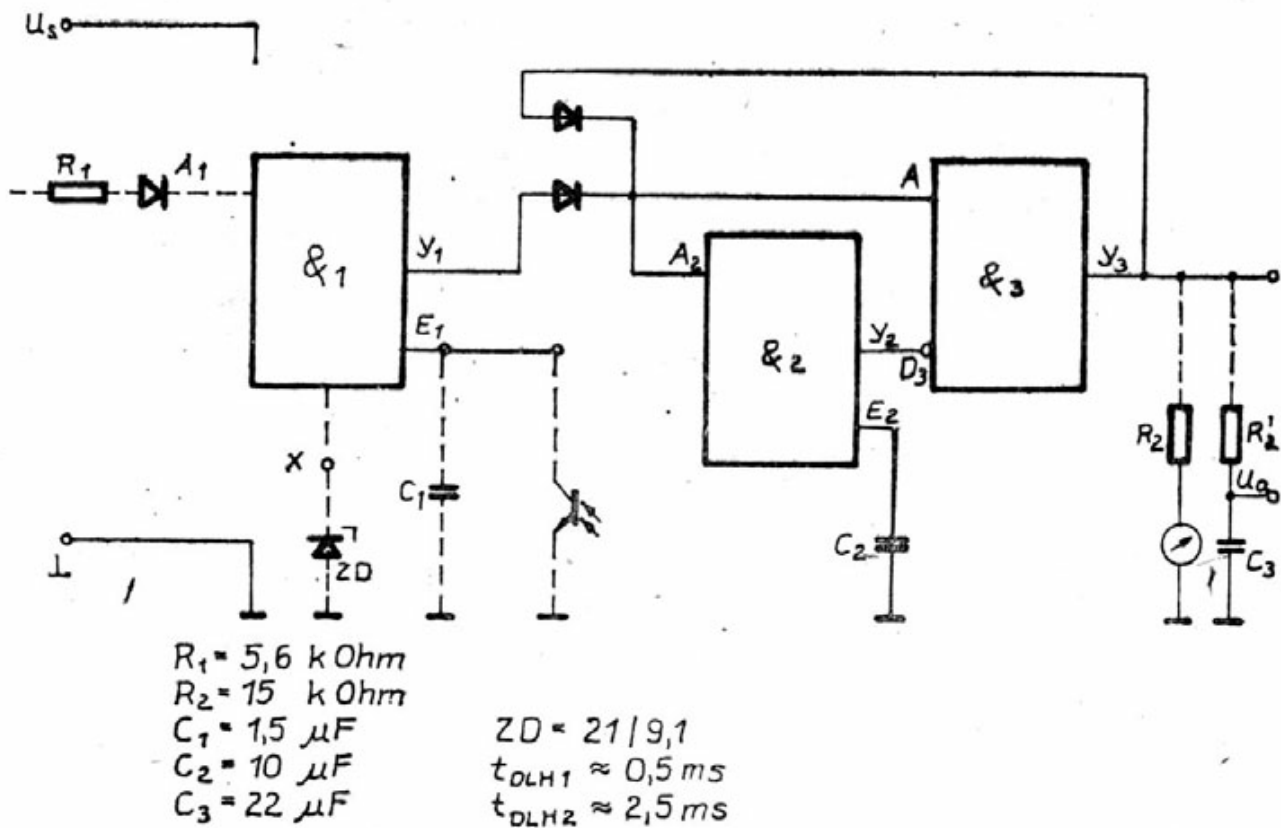 Us
R1
A1
&1
y1
E1
X
ZD
C1
A2
&2
y2
E2
C2
A
D3
&3
y3
R2
R2'
Ua
C3
⊥
R1 = 5,6 k Ohm
R2 = 15 k Ohm
C1 = 1,5 μF
C2 = 10 μF
C3 = 22 μF
ZD = 21/9,1
tDLH1 ≈ 0,5 ms
tDLH2 ≈ 2,5 ms